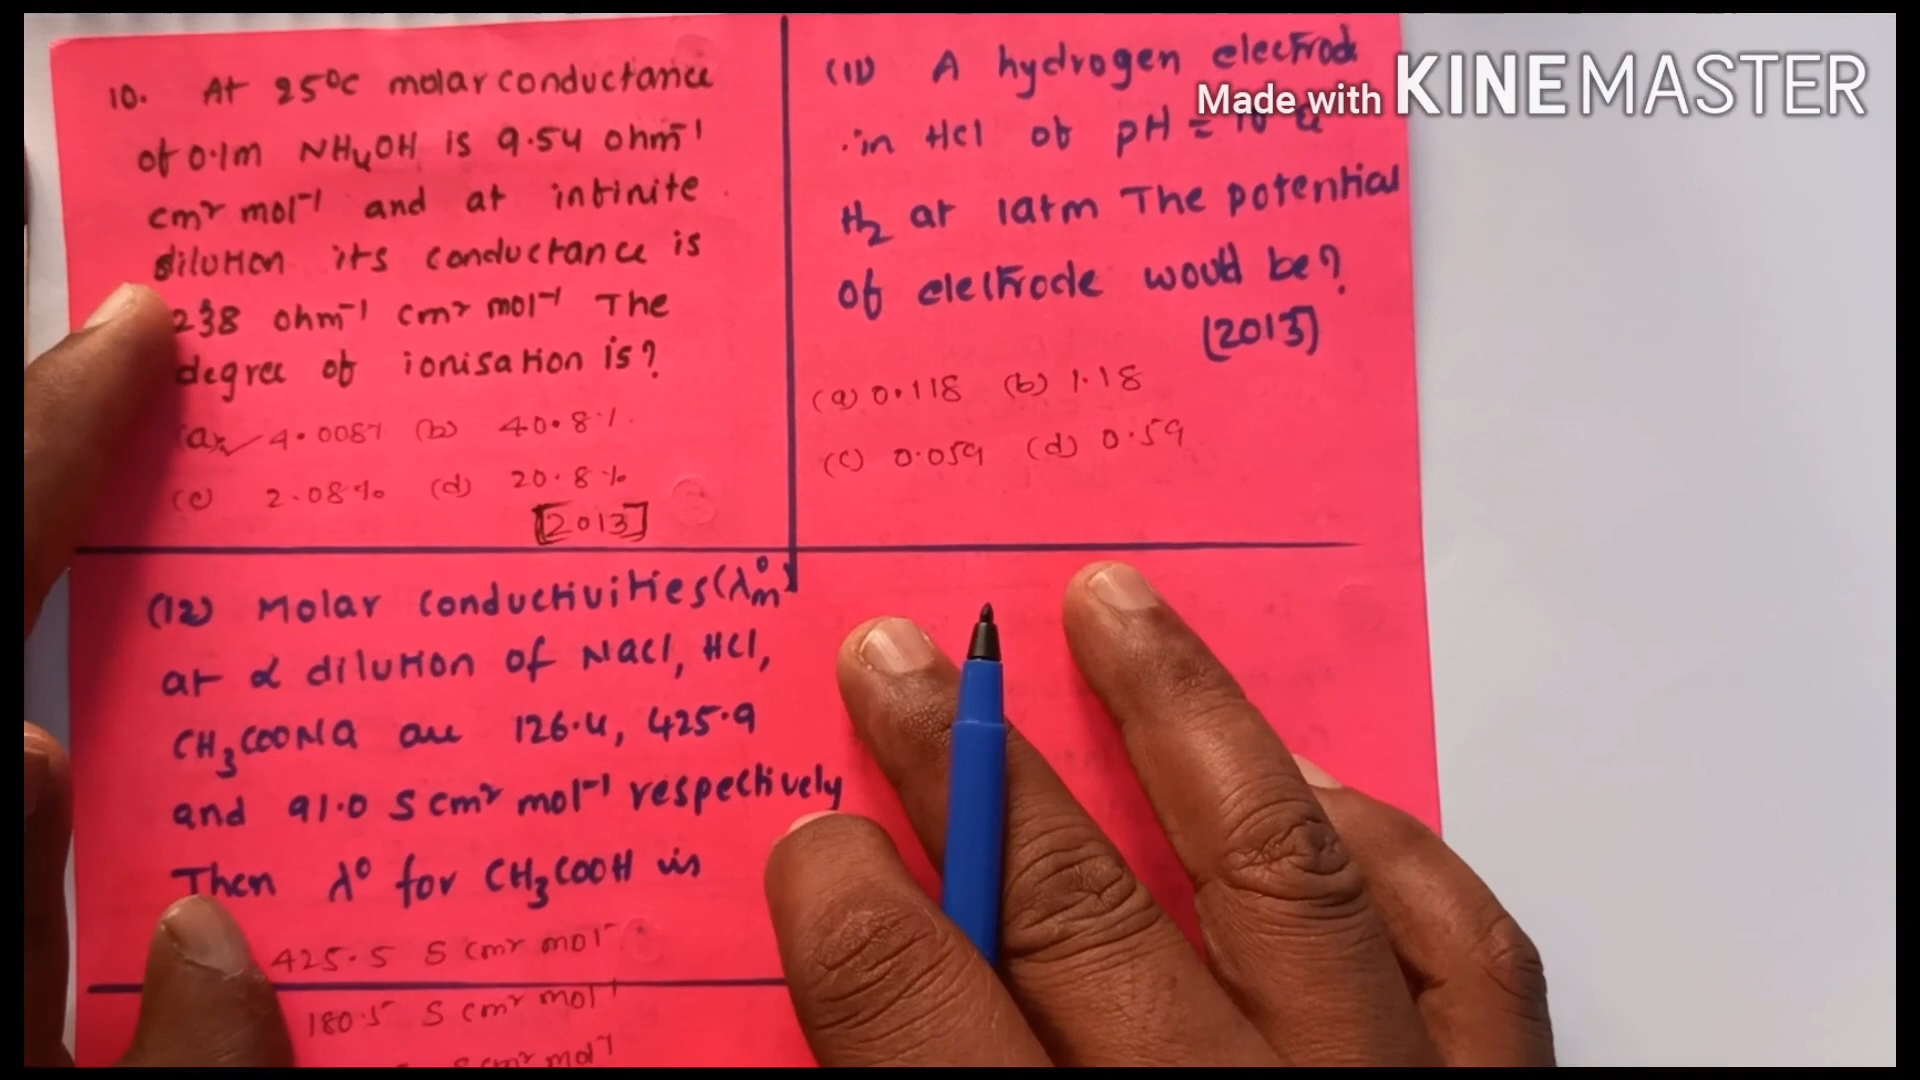 10. At 25°C molar conductance
of 0.1m NH₄OH is 9.54 ohm⁻¹
cm² mol⁻¹ and at infinite
dilution its conductance is
238 ohm⁻¹ cm² mol⁻¹ The
degree of ionisation is?
(a) 4.008% (b) 40.8%
(c) 2.08% (d) 20.8%
[2013]
(11) A hydrogen electrode
in HCl of pH = 10 &
H₂ at 1atm The potential
of electrode would be?
(2013)
(a) 0.118 (b) 1.18
(c) 0.059 (d) 0.59
Made with KINEMASTER
(12) Molar conductivities (λ°m)
at α dilution of NaCl, HCl,
CH₃COONa are 126.4, 425.9
and 91.0 S cm² mol⁻¹ respectively
Then λ° for CH₃COOH is
425.5 S cm² mol⁻
180.5 S cm² mol⁻¹
S cm² mol⁻¹